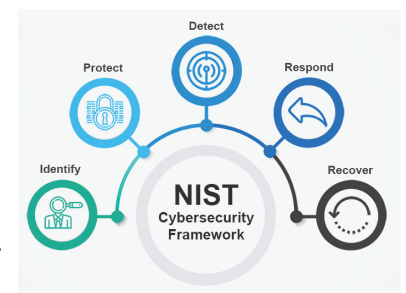 Detect
Protect
Respond
Identify
Recover
NIST
Cybersecurity
Framework